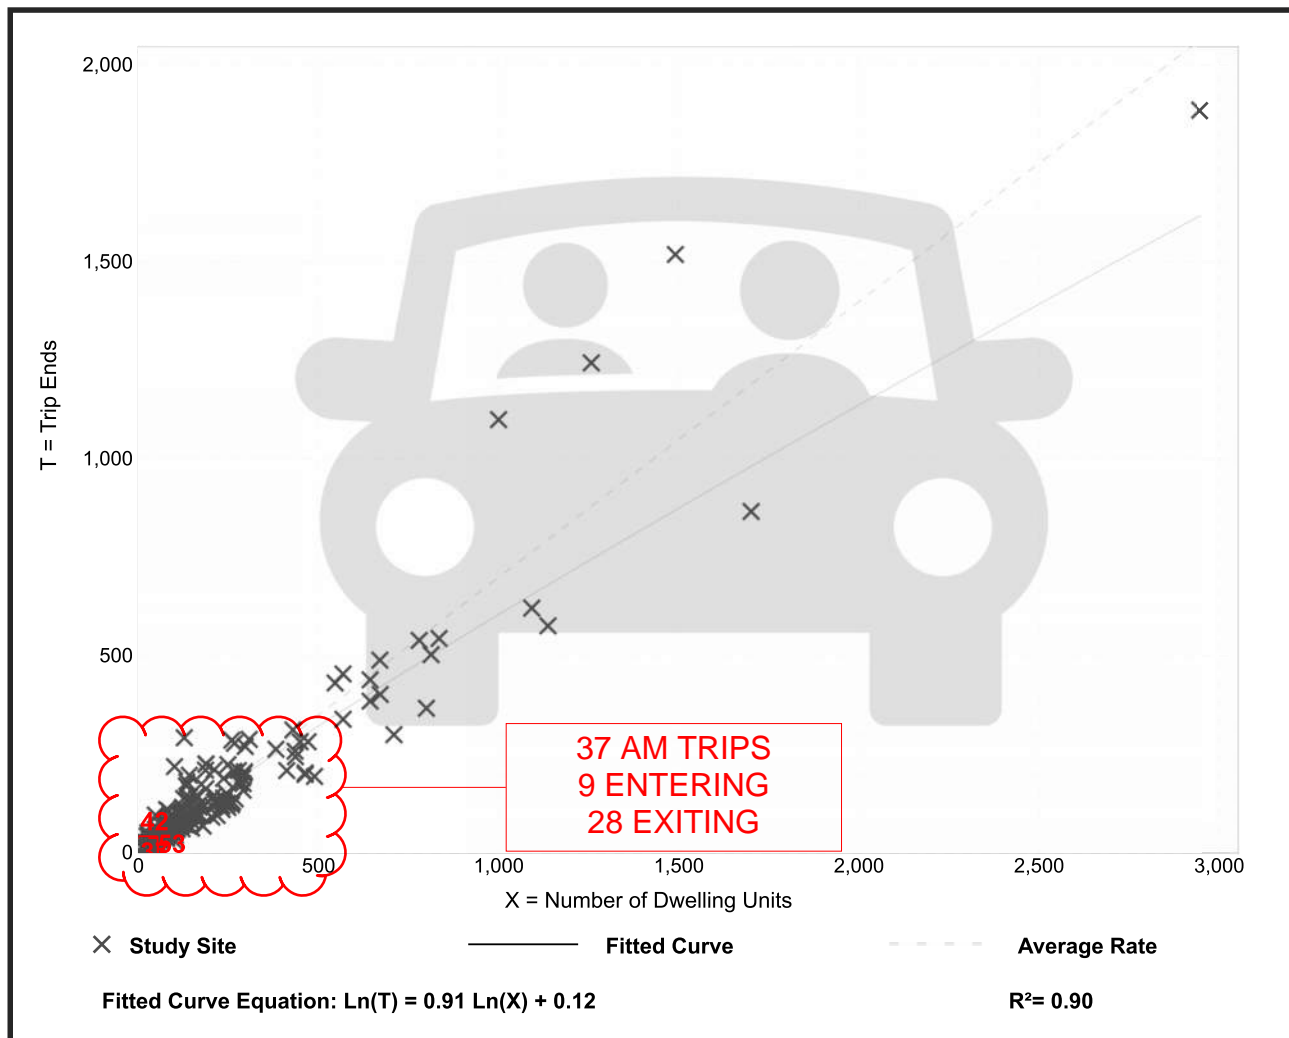 2,000
1,500
1,000
500
0
T = Trip Ends
37 AM TRIPS
9 ENTERING
28 EXITING
42
53
0 500 1,000 1,500 2,000 2,500 3,000
X = Number of Dwelling Units
Study Site Fitted Curve Average Rate
Fitted Curve Equation: Ln(T) = 0.91 Ln(X) + 0.12 R²= 0.90